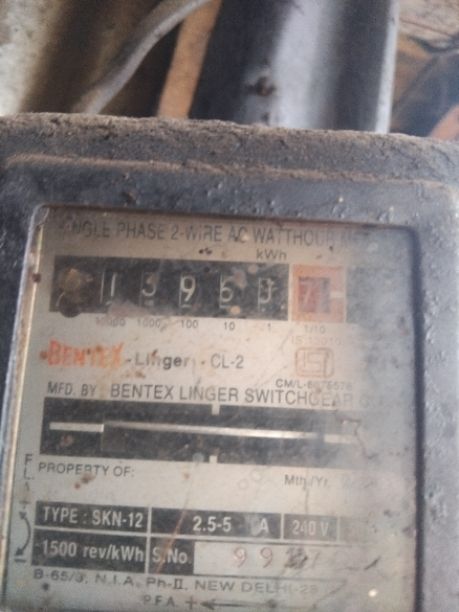 SINGLE PHASE 2-WIRE AC WATTHOUR
kWh
1 3 9 6
10000 1000 100 10 1 1/10
BENTEX - Linger - CL-2
CM/L-
MFD. BY : BENTEX LINGER SWITCHGEAR
PROPERTY OF:
Mth./Yr.
TYPE : SKN-12 2.5-5 A 240 V
1500 rev/kWh S.No. 99
B-65/3, N.I.A. Ph-II, NEW DELHI-28